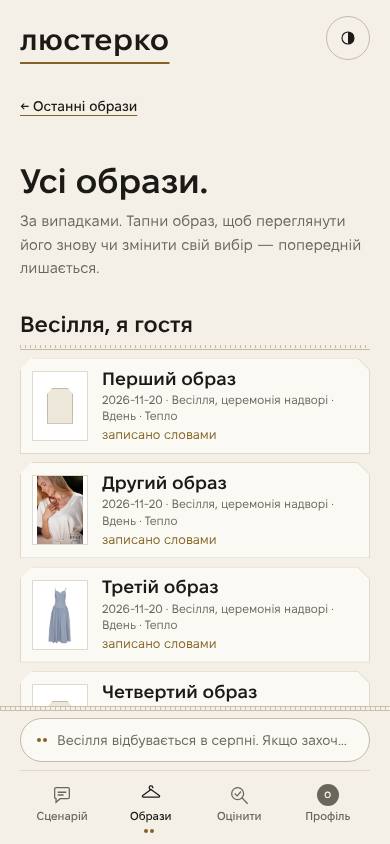 люстерко
← Останні образи
Усі образи.
За випадками. Тапни образ, щоб переглянути
його знову чи змінити свій вибір — попередній
лишається.
Весілля, я гостя
Перший образ
2026-11-20 · Весілля, церемонія надворі ·
Вдень · Тепло
записано словами
Другий образ
2026-11-20 · Весілля, церемонія надворі ·
Вдень · Тепло
записано словами
Третій образ
2026-11-20 · Весілля, церемонія надворі ·
Вдень · Тепло
записано словами
Четвертий образ
Весілля відбувається в серпні. Якщо захоч...
Сценарій
Образи
Оцінити
О
Профіль